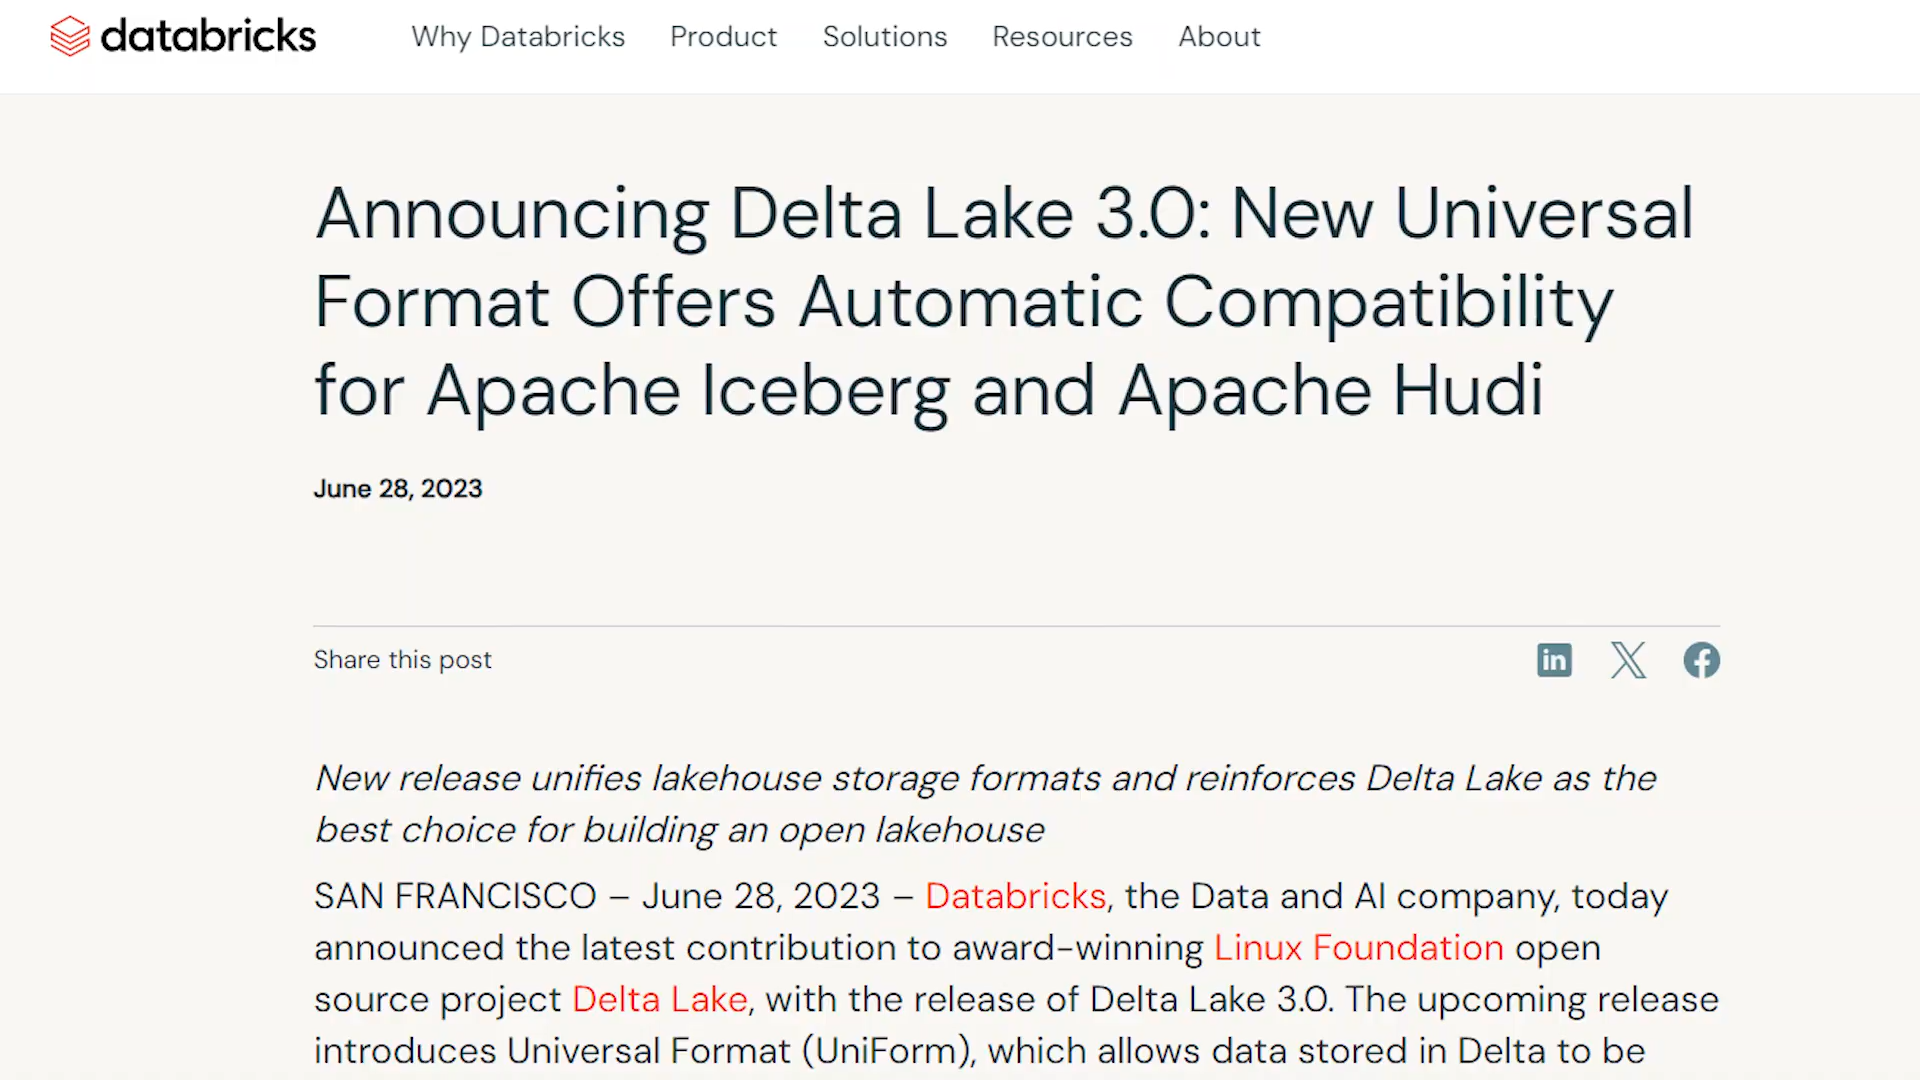 databricks Why Databricks Product Solutions Resources About
Announcing Delta Lake 3.0: New Universal
Format Offers Automatic Compatibility
for Apache Iceberg and Apache Hudi
June 28, 2023
Share this post
New release unifies lakehouse storage formats and reinforces Delta Lake as the
best choice for building an open lakehouse
SAN FRANCISCO – June 28, 2023 – Databricks, the Data and AI company, today
announced the latest contribution to award-winning Linux Foundation open
source project Delta Lake, with the release of Delta Lake 3.0. The upcoming release
introduces Universal Format (UniForm), which allows data stored in Delta to be